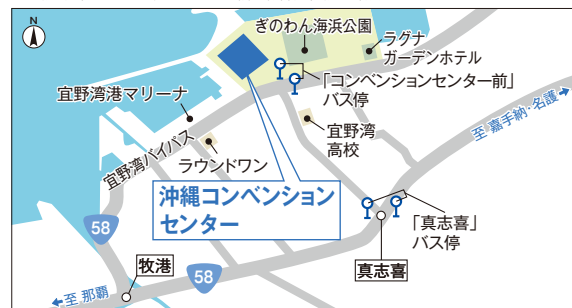 N
ぎのわん海浜公園
ラグナ
ガーデンホテル
「コンベンションセンター前」
バス停
宜野湾港マリーナ
宜野湾バイパス
ラウンドワン
宜野湾
高校
至 嘉手納・名護
沖縄コンベンション
センター
「真志喜」
バス停
真志喜
58
58
牧港
至 那覇